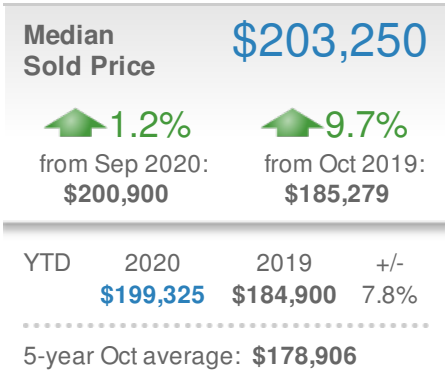 Median $203,250
Sold Price
1.2% 9.7%
from Sep 2020: from Oct 2019:
$200,900 $185,279
YTD 2020 2019 +/-
$199,325 $184,900 7.8%
5-year Oct average: $178,906